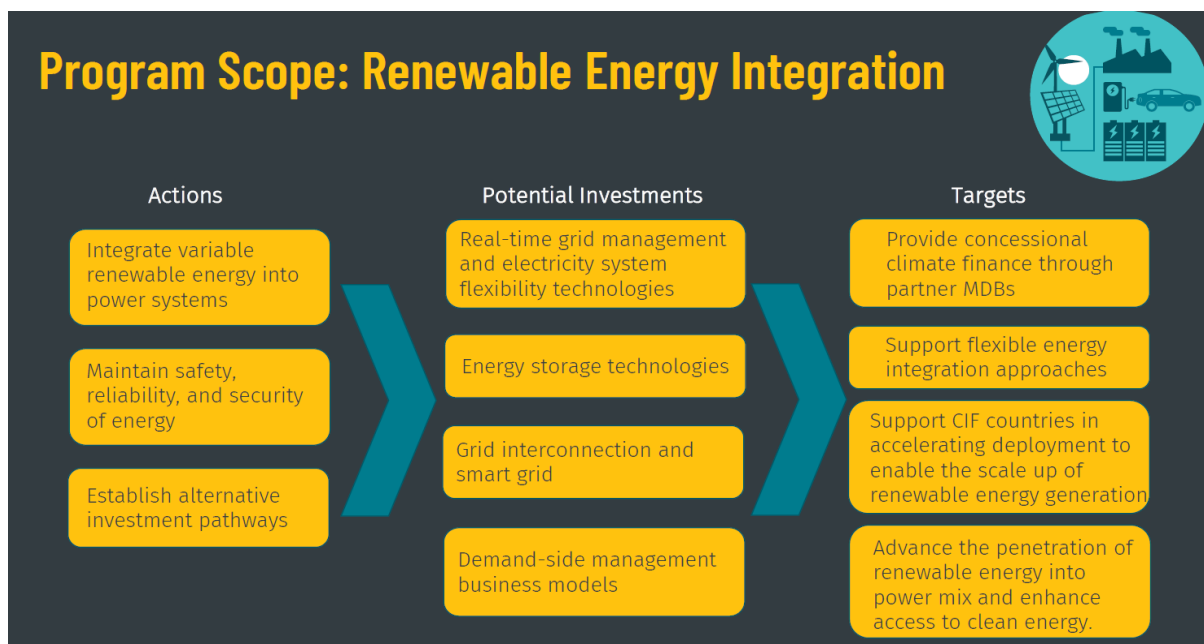 Program Scope: Renewable Energy Integration
Actions
Integrate variable
renewable energy into
power systems
Maintain safety,
reliability, and security
of energy
Establish alternative
investment pathways
Potential Investments
Real-time grid management
and electricity system
flexibility technologies
Energy storage technologies
Grid interconnection and
smart grid
Demand-side management
business models
Targets
Provide concessional
climate finance through
partner MDBs
Support flexible energy
integration approaches
Support CIF countries in
accelerating deployment to
enable the scale up of
renewable energy generation
Advance the penetration of
renewable energy into
power mix and enhance
access to clean energy.